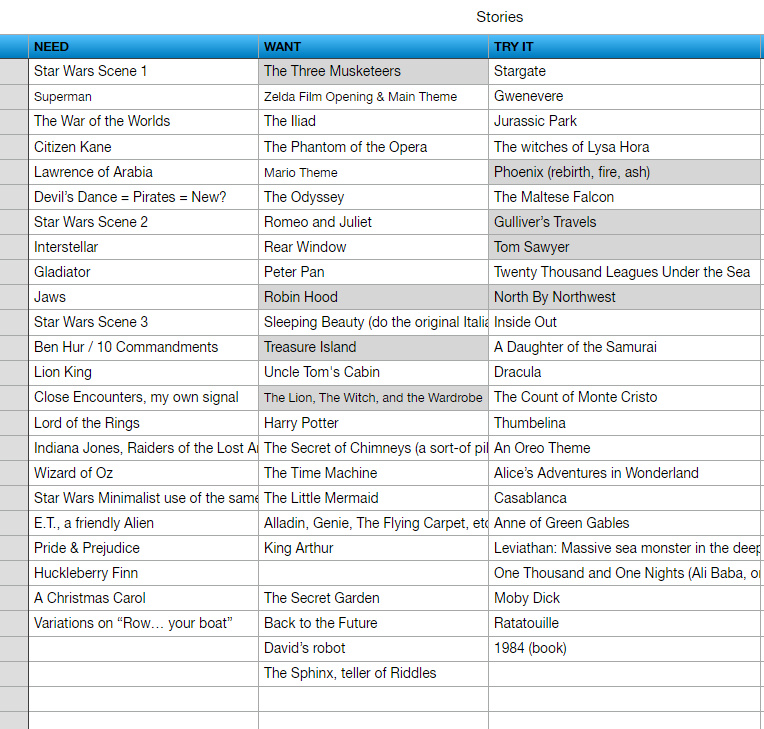 Stories
NEED WANT TRY IT
Star Wars Scene 1 The Three Musketeers Stargate
Superman Zelda Film Opening & Main Theme Gwenevere
The War of the Worlds The Iliad Jurassic Park
Citizen Kane The Phantom of the Opera The witches of Lysa Hora
Lawrence of Arabia Mario Theme Phoenix (rebirth, fire, ash)
Devil’s Dance = Pirates = New? The Odyssey The Maltese Falcon
Star Wars Scene 2 Romeo and Juliet Gulliver’s Travels
Interstellar Rear Window Tom Sawyer
Gladiator Peter Pan Twenty Thousand Leagues Under the Sea
Jaws Robin Hood North By Northwest
Star Wars Scene 3 Sleeping Beauty (do the original Italia Inside Out
Ben Hur / 10 Commandments Treasure Island A Daughter of the Samurai
Lion King Uncle Tom's Cabin Dracula
Close Encounters, my own signal The Lion, The Witch, and the Wardrobe The Count of Monte Cristo
Lord of the Rings Harry Potter Thumbelina
Indiana Jones, Raiders of the Lost A The Secret of Chimneys (a sort-of pil An Oreo Theme
Wizard of Oz The Time Machine Alice’s Adventures in Wonderland
Star Wars Minimalist use of the same The Little Mermaid Casablanca
E.T., a friendly Alien Alladin, Genie, The Flying Carpet, etc Anne of Green Gables
Pride & Prejudice King Arthur Leviathan: Massive sea monster in the deep
Huckleberry Finn One Thousand and One Nights (Ali Baba, o
A Christmas Carol The Secret Garden Moby Dick
Variations on “Row… your boat” Back to the Future Ratatouille
David’s robot 1984 (book)
The Sphinx, teller of Riddles